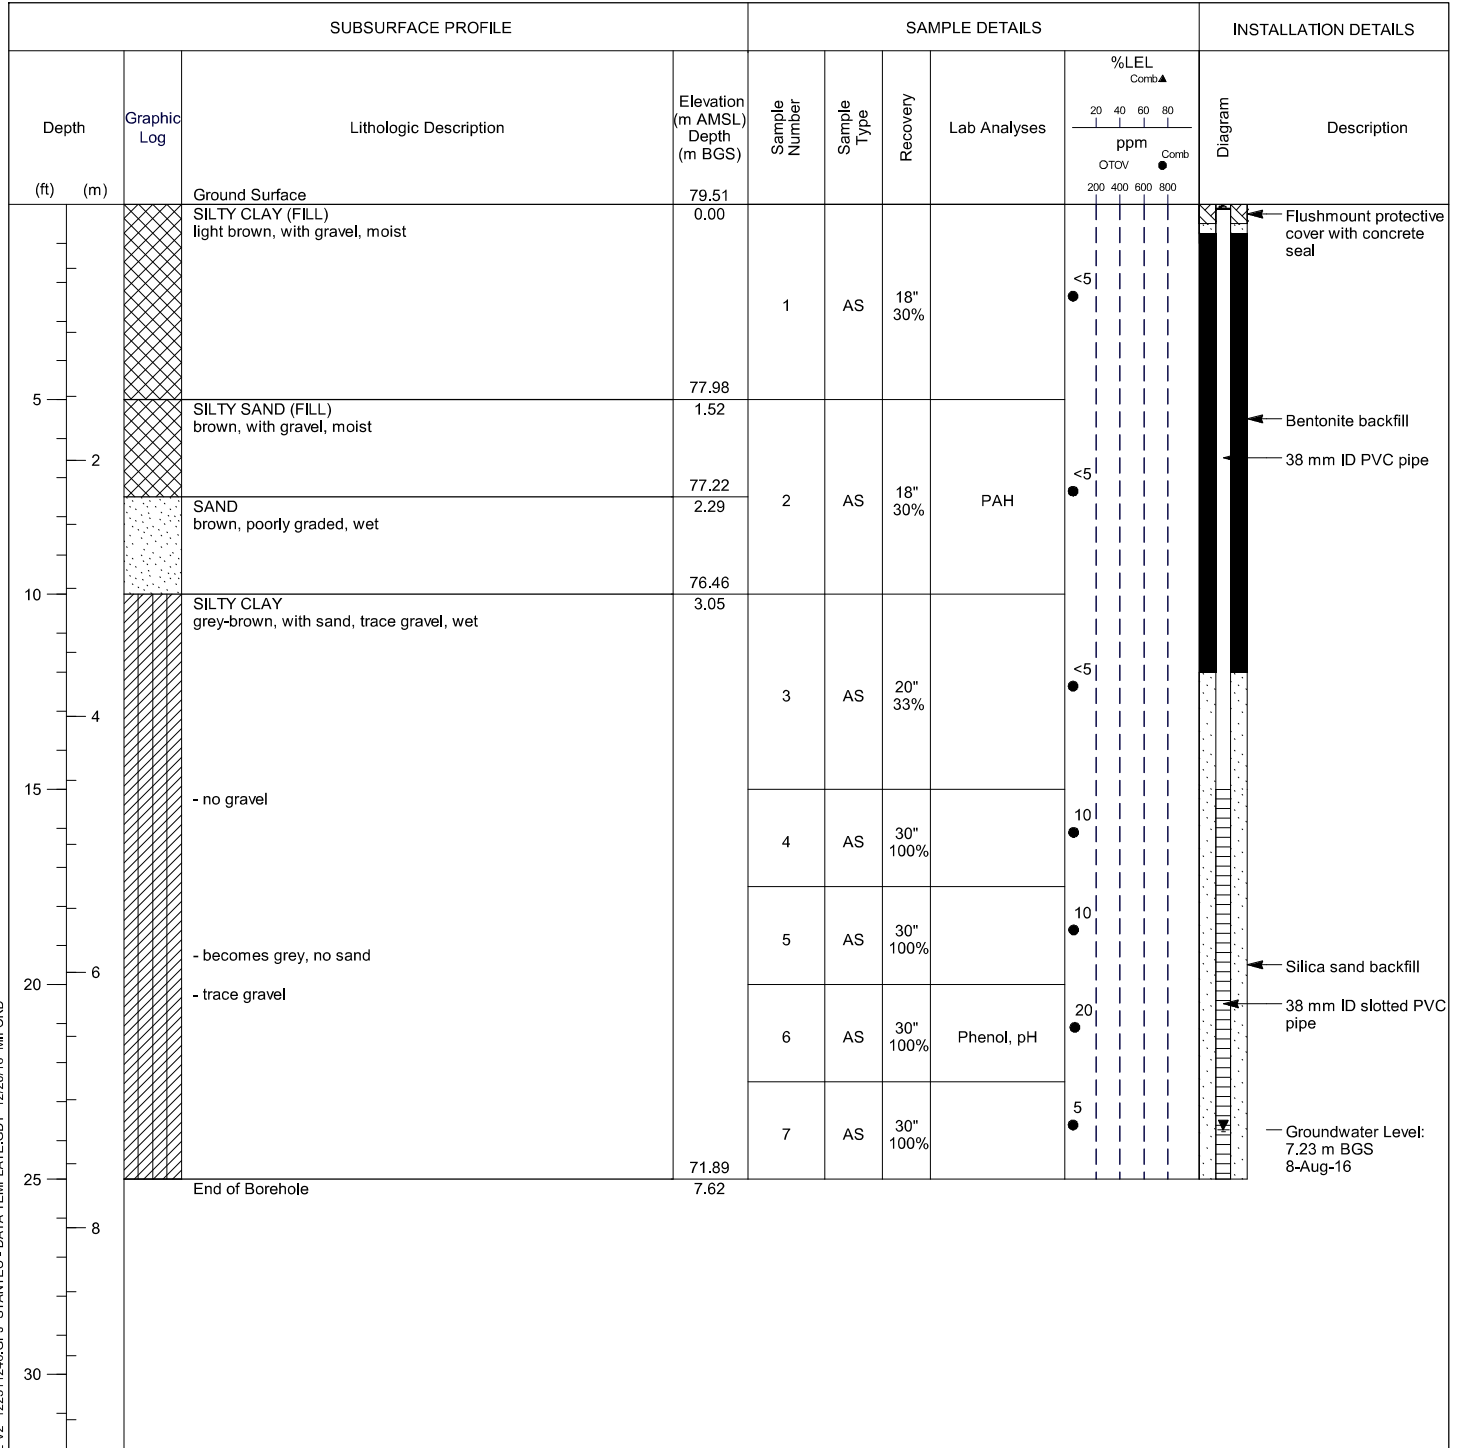 SUBSURFACE PROFILE
SAMPLE DETAILS
INSTALLATION DETAILS
Depth
(ft) (m)
Graphic
Log
Lithologic Description
Elevation
(m AMSL)
Depth
(m BGS)
Sample
Number
Sample
Type
Recovery
Lab Analyses
%LEL
Comb▲
20 40 60 80
ppm
OTOV ● Comb
200 400 600 800
Diagram
Description
Ground Surface 79.51
SILTY CLAY (FILL) 0.00
light brown, with gravel, moist
Flushmount protective
cover with concrete
seal
<5
1 AS 18"
30%
77.98
5
SILTY SAND (FILL) 1.52
brown, with gravel, moist
Bentonite backfill
2
38 mm ID PVC pipe
<5
77.22
2 AS 18"
30%
PAH
SAND 2.29
brown, poorly graded, wet
76.46
10
SILTY CLAY 3.05
grey-brown, with sand, trace gravel, wet
<5
3 AS 20"
33%
4
15
- no gravel
10
4 AS 30"
100%
10
5 AS 30"
100%
- becomes grey, no sand
6
Silica sand backfill
20
- trace gravel
38 mm ID slotted PVC
pipe
20
6 AS 30"
100%
Phenol, pH
5
7 AS 30"
100%
Groundwater Level:
7.23 m BGS
8-Aug-16
71.89
25
End of Borehole 7.62
8
30